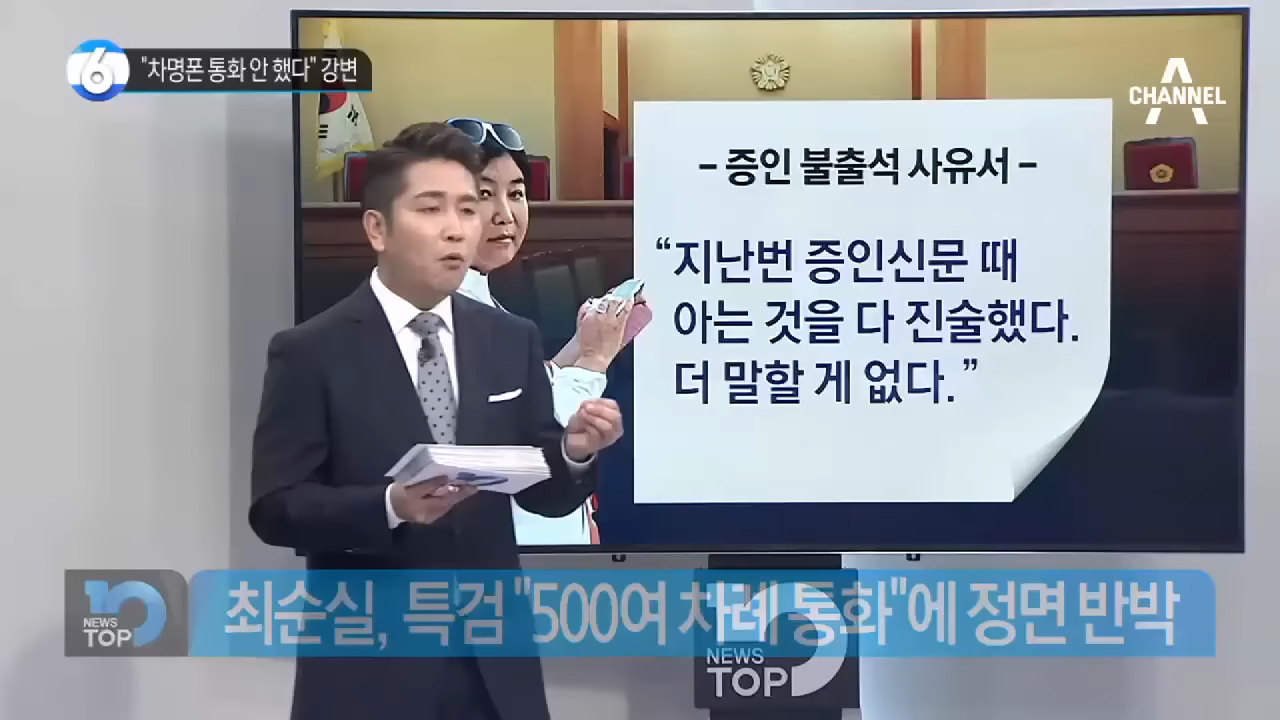 6
"차명폰 통화 안 했다" 강변
CHANNEL A
- 증인 불출석 사유서 -
“지난번 증인신문 때
아는 것을 다 진술했다.
더 말할 게 없다.”
NEWS
TOP10
최순실, 특검 "500여 차례 통화"에 정면 반박
NEWS
TOP10